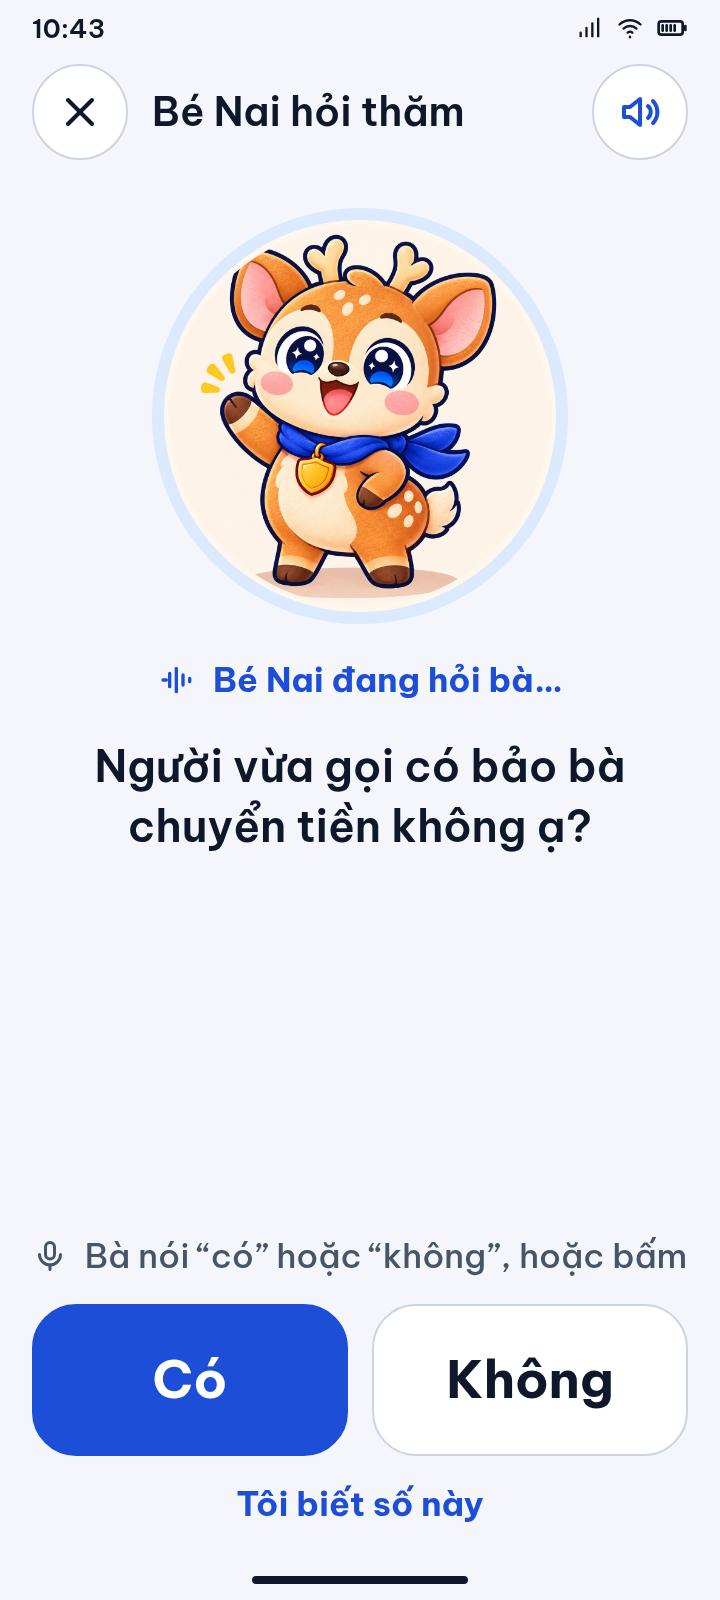 10:43
Bé Nai hỏi thăm
Bé Nai đang hỏi bà...
Người vừa gọi có bảo bà
chuyển tiền không ạ?
Bà nói “có” hoặc “không”, hoặc bấm
Có
Không
Tôi biết số này